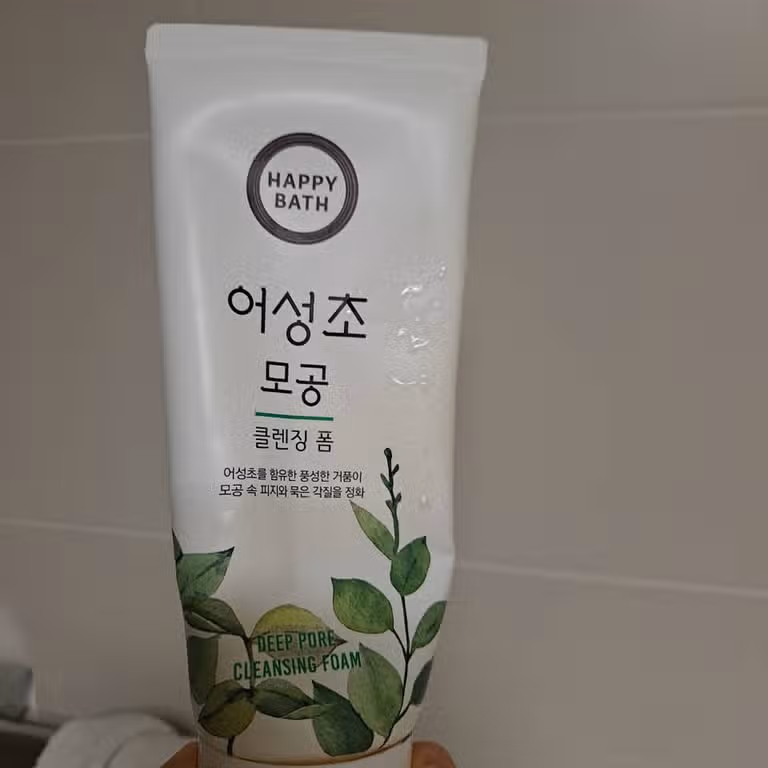 HAPPY
BATH
어성초
모공
클렌징 폼
어성초를 함유한 풍성한 거품이
모공 속 피지와 묵은 각질을 정화
DEEP PORE
CLEANSING FOAM